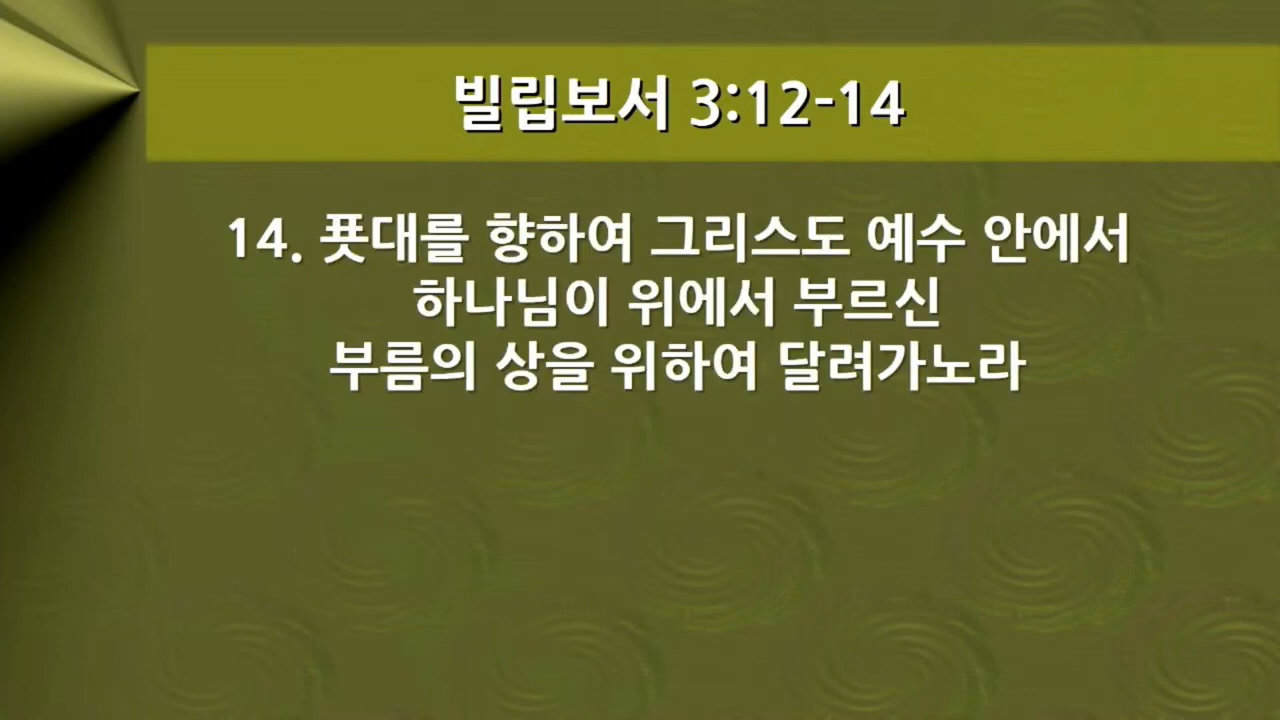 빌립보서 3:12-14
14. 푯대를 향하여 그리스도 예수 안에서
하나님이 위에서 부르신
부름의 상을 위하여 달려가노라